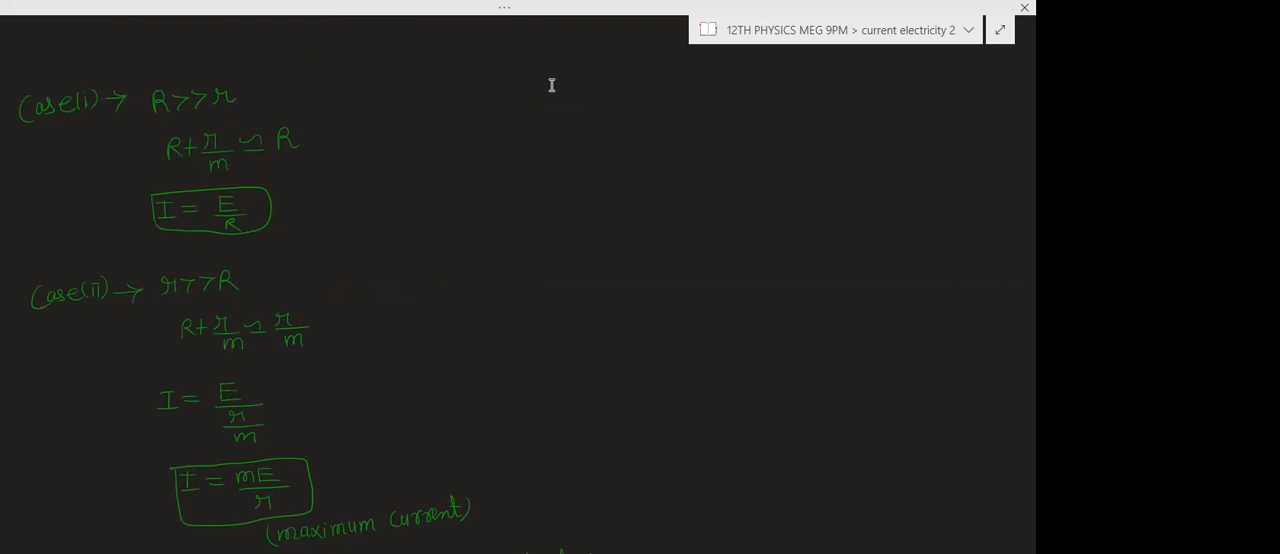 12TH PHYSICS MEG 9PM > current electricity 2
Case(i) → R>>r
R+r/m ≃ R
I = E/R
Case(ii) → r>>R
R+r/m ≃ r/m
I = E/(r/m)
I = mE/r
(maximum current)